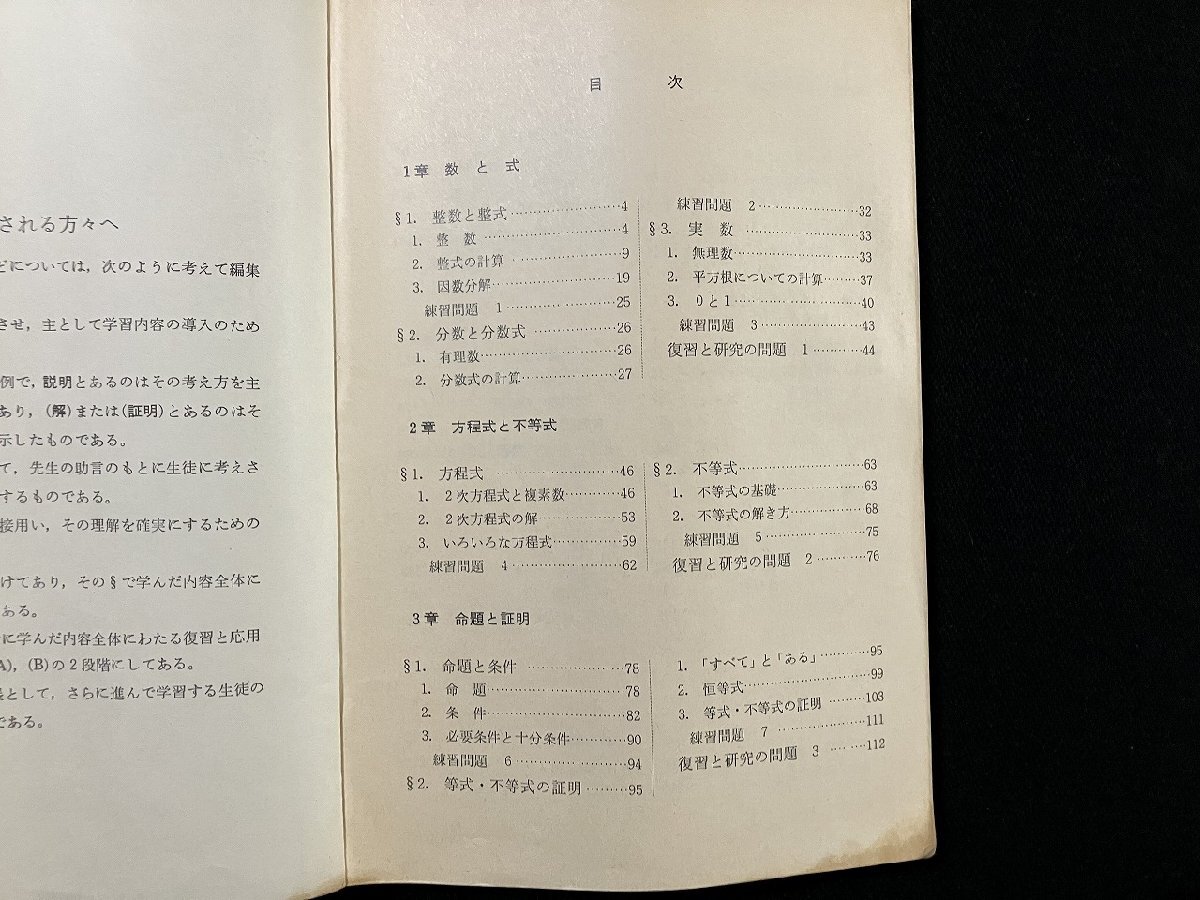 される方々へ
どについては，次のように考えて編集
させ，主として学習内容の導入のため
例で，説明とあるのはその考え方を主
あり，(解)または(証明)とあるのはそ
示したものである。
て，先生の助言のもとに生徒に考えさ
するものである。
接用い，その理解を確実にするための
けてあり，その§で学んだ内容全体に
ある。
に学んだ内容全体にわたる復習と応用
A)，(B)の2段階にしてある。
として，さらに進んで学習する生徒の
である。
目　次
1章 数と式
§1. 整数と整式……………………4
1. 整数……………………4
2. 整式の計算……………………9
3. 因数分解……………………19
練習問題 1……………………25
§2. 分数と分数式……………………26
1. 有理数……………………26
2. 分数式の計算……………………27
練習問題 2……………………32
§3. 実数……………………33
1. 無理数……………………33
2. 平方根についての計算………37
3. 0と1……………………40
練習問題 3……………………43
復習と研究の問題 1…………44
2章 方程式と不等式
§1. 方程式……………………46
1. 2次方程式と複素数…………46
2. 2次方程式の解……………………53
3. いろいろな方程式……………59
練習問題 4……………………62
§2. 不等式……………………63
1. 不等式の基礎……………………63
2. 不等式の解き方……………68
練習問題 5……………………75
復習と研究の問題 2…………76
3章 命題と証明
§1. 命題と条件……………………78
1. 命題……………………78
2. 条件……………………82
3. 必要条件と十分条件…………90
練習問題 6……………………94
§2. 等式・不等式の証明………95
1. 「すべて」と「ある」…………95
2. 恒等式……………………99
3. 等式・不等式の証明………103
練習問題 7……………………111
復習と研究の問題 3………112